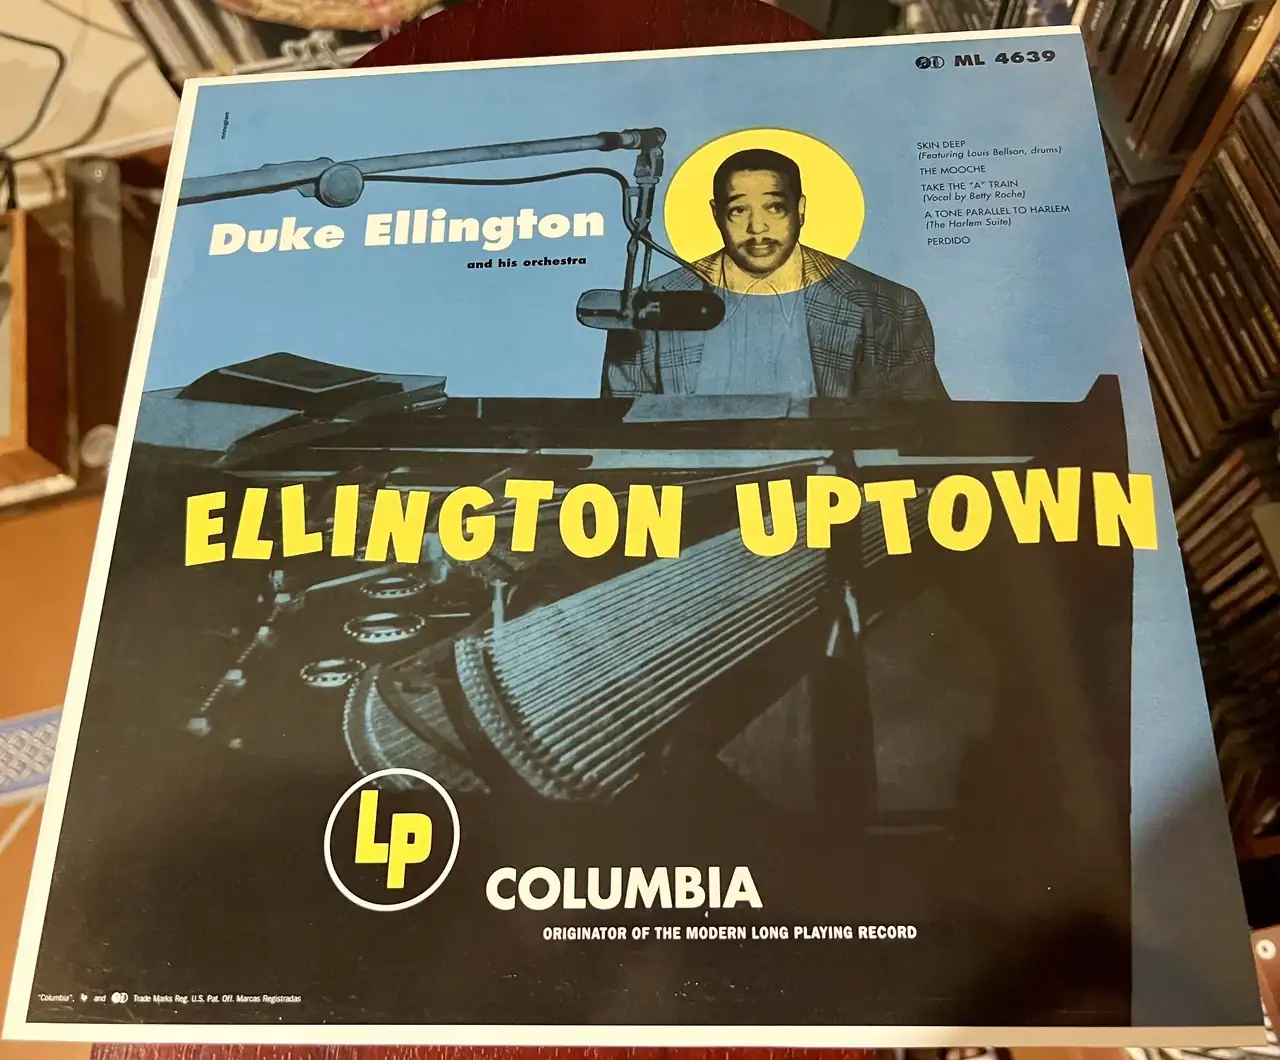 ML 4639
monogram
SKIN DEEP
(Featuring Louis Bellson, drums)
THE MOOCHE
TAKE THE "A" TRAIN
(Vocal by Betty Roche)
A TONE PARALLEL TO HARLEM
(The Harlem Suite)
PERDIDO
Duke Ellington
and his orchestra
ELLINGTON UPTOWN
LP
COLUMBIA
ORIGINATOR OF THE MODERN LONG PLAYING RECORD
"Columbia", LP and Trade Marks Reg. U.S. Pat. Off. Marcas Registradas